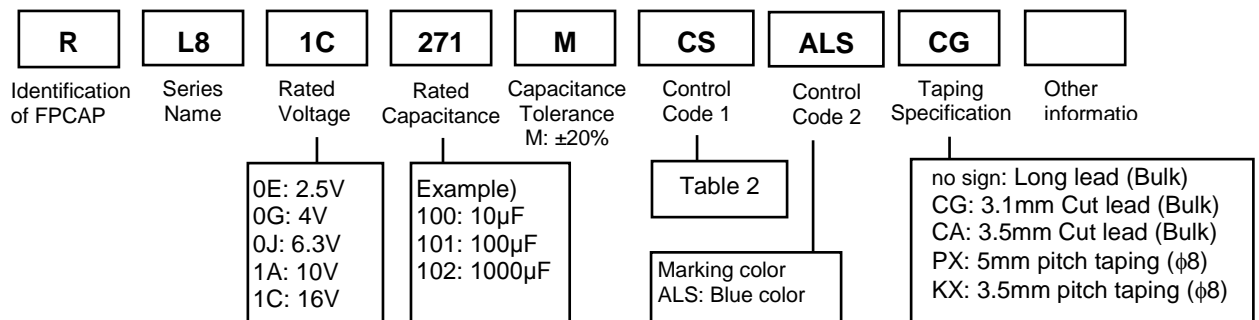 R L8 1C 271 M CS ALS CG
Identification of FPCAP
Series Name
Rated Voltage
Rated Capacitance
Capacitance Tolerance M: ±20%
Control Code 1
Control Code 2
Taping Specification
Other informatio
0E: 2.5V
0G: 4V
0J: 6.3V
1A: 10V
1C: 16V
Example)
100: 10µF
101: 100µF
102: 1000µF
Table 2
Marking color
ALS: Blue color
no sign: Long lead (Bulk)
CG: 3.1mm Cut lead (Bulk)
CA: 3.5mm Cut lead (Bulk)
PX: 5mm pitch taping (ϕ8)
KX: 3.5mm pitch taping (ϕ8)